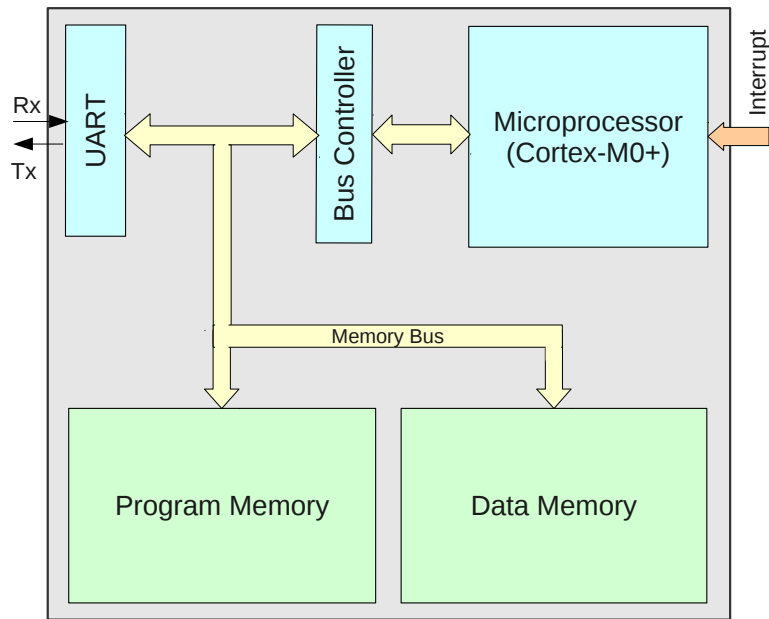 Rx
Tx
UART
Bus Controller
Microprocessor
(Cortex-M0+)
Interrupt
Memory Bus
Program Memory
Data Memory